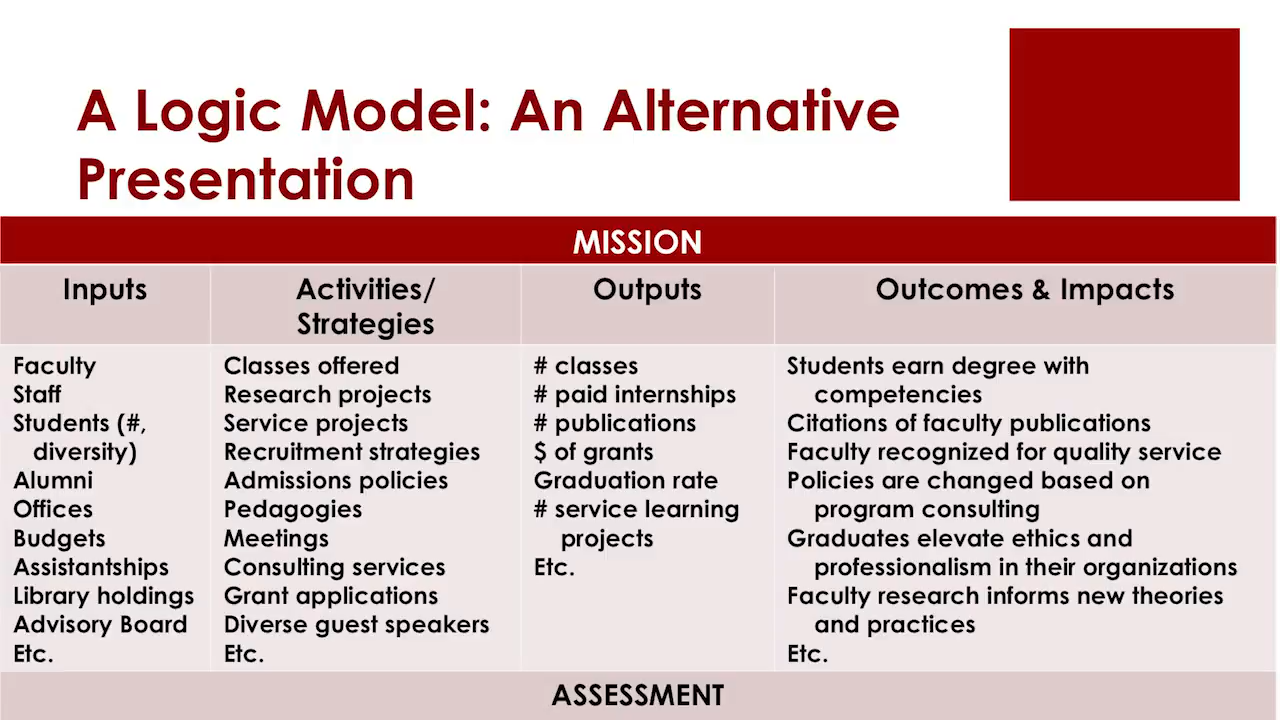 A Logic Model: An Alternative
Presentation
MISSION
Inputs
Activities/
Strategies
Outputs
Outcomes & Impacts
Faculty
Staff
Students (#,
diversity)
Alumni
Offices
Budgets
Assistantships
Library holdings
Advisory Board
Etc.
Classes offered
Research projects
Service projects
Recruitment strategies
Admissions policies
Pedagogies
Meetings
Consulting services
Grant applications
Diverse guest speakers
Etc.
# classes
# paid internships
# publications
$ of grants
Graduation rate
# service learning
projects
Etc.
Students earn degree with
competencies
Citations of faculty publications
Faculty recognized for quality service
Policies are changed based on
program consulting
Graduates elevate ethics and
professionalism in their organizations
Faculty research informs new theories
and practices
Etc.
ASSESSMENT